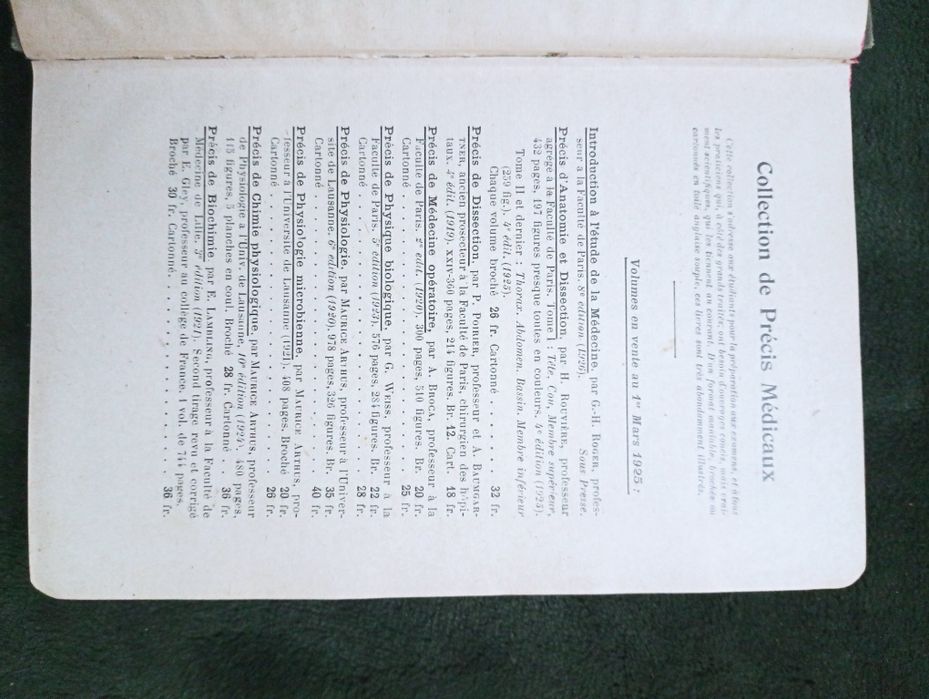 Collection de Précis Médicaux
Cette collection s'adresse aux étudiants pour la préparation aux examens, et à tous
les praticiens qui, à côté des grands traités, ont besoin d'ouvrages concis, mais vrai-
ment scientifiques, qui les tiennent au courant. D'un format maniable, brochés ou
cartonnés en toile anglaise souple, ces livres sont très abondamment illustrés.
Volumes en vente au 1er Mars 1925 :
Introduction à l'étude de la Médecine, par G.-H. Roger, profes-
seur à la Faculté de Paris. 8e edition (1926). Sous Presse.
Précis d'Anatomie et Dissection, par H. Rouvière, professeur
agrégé à la Faculté de Paris. Tome I : Tête, Cou, Membre supérieur,
432 pages, 197 figures presque toutes en couleurs. 4e édition (1925).
Tome II et dernier : Thorax. Abdomen. Bassin. Membre inférieur
(259 fig.). 4e édit. (1925).
Chaque volume broché 26 fr. Cartonné . . . . . . . . 32 fr.
Précis de Dissection, par P. Poirier, professeur et A. Baumgar-
tner, ancien prosecteur à la Faculté de Paris, chirurgien des hôpi-
taux. 4e édit. (1919). xxiv-360 pages, 214 figures. Br. 12. Cart. 18 fr.
Précis de Médecine opératoire, par A. Broca, professeur à la
Faculté de Paris. 2e edit. (1920). 300 pages, 510 figures. Br. 20 fr.
Cartonné . . . . . . . . . . . . . . . . 25 fr.
Précis de Physique biologique, par G. Weiss, professeur à la
Faculté de Paris. 5e édition (1923). 576 pages, 284 figures. Br. 22 fr.
Cartonné . . . . . . . . . . . . . . . . 28 fr.
Précis de Physiologie, par Maurice Arthus, professeur à l'Univer-
sité de Lausanne. 6e edition (1920). 978 pages, 326 figures. Br 35 fr.
Cartonné . . . . . . . . . . . . . . . . 40 fr.
Précis de Physiologie microbienne, par Maurice Arthus, pro-
fesseur à l'Université de Lausanne (1921). 408 pages. Broché 20 fr.
Cartonné . . . . . . . . . . . . . . . . 26 fr.
Précis de Chimie physiologique, par Maurice Arthus, professeur
de Physiologie à l'Univ. de Lausanne, 10e édition (1924). 480 pages,
115 figures, 5 planches en coul. Broché 28 fr. Cartonné . . 36 fr.
Précis de Biochimie, par E. Lambling, professeur à la Faculté de
Médecine de Lille. 3e édition (1921). Second tirage revu et corrigé
par E. Gley, professeur au collège de France. 1 vol. de 714 pages.
Broché 30 fr. Cartonné . . . . . . . . . . . . . 36 fr.